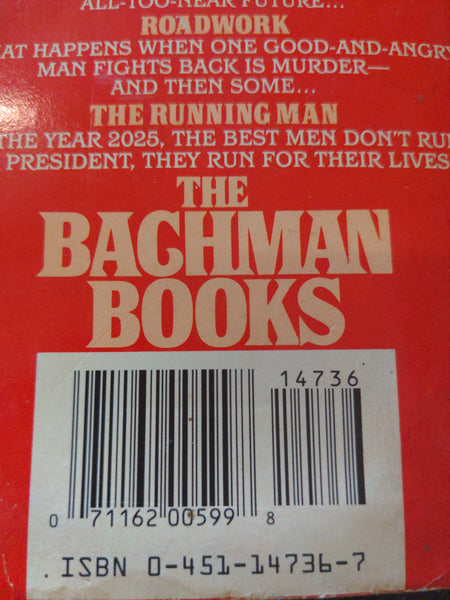 ALL-TOO-NEAR FUTURE...
ROADWORK
AT HAPPENS WHEN ONE GOOD-AND-ANGRY
MAN FIGHTS BACK IS MURDER—
AND THEN SOME...
THE RUNNING MAN
THE YEAR 2025, THE BEST MEN DON'T RUN
PRESIDENT, THEY RUN FOR THEIR LIVES
THE
BACHMAN
BOOKS
14736
0 71162 00599 8
. ISBN 0-451-14736-7